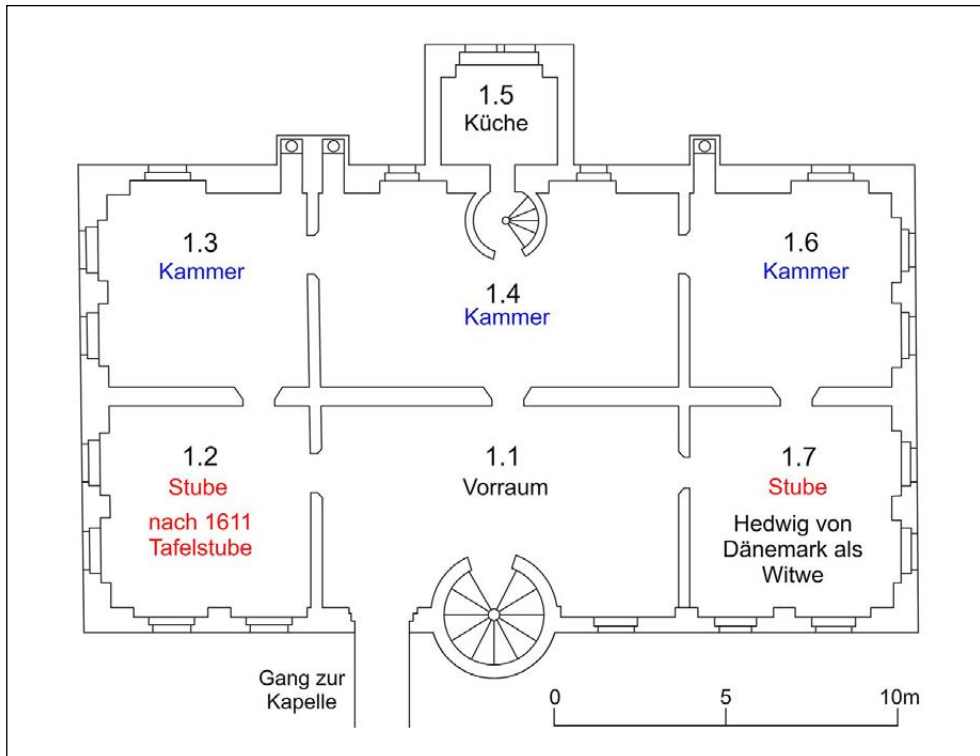 1.5
Küche
1.3
Kammer
1.4
Kammer
1.6
Kammer
1.2
Stube
nach 1611
Tafelstube
1.1
Vorraum
1.7
Stube
Hedwig von
Dänemark als
Witwe
Gang zur
Kapelle
0 5 10m